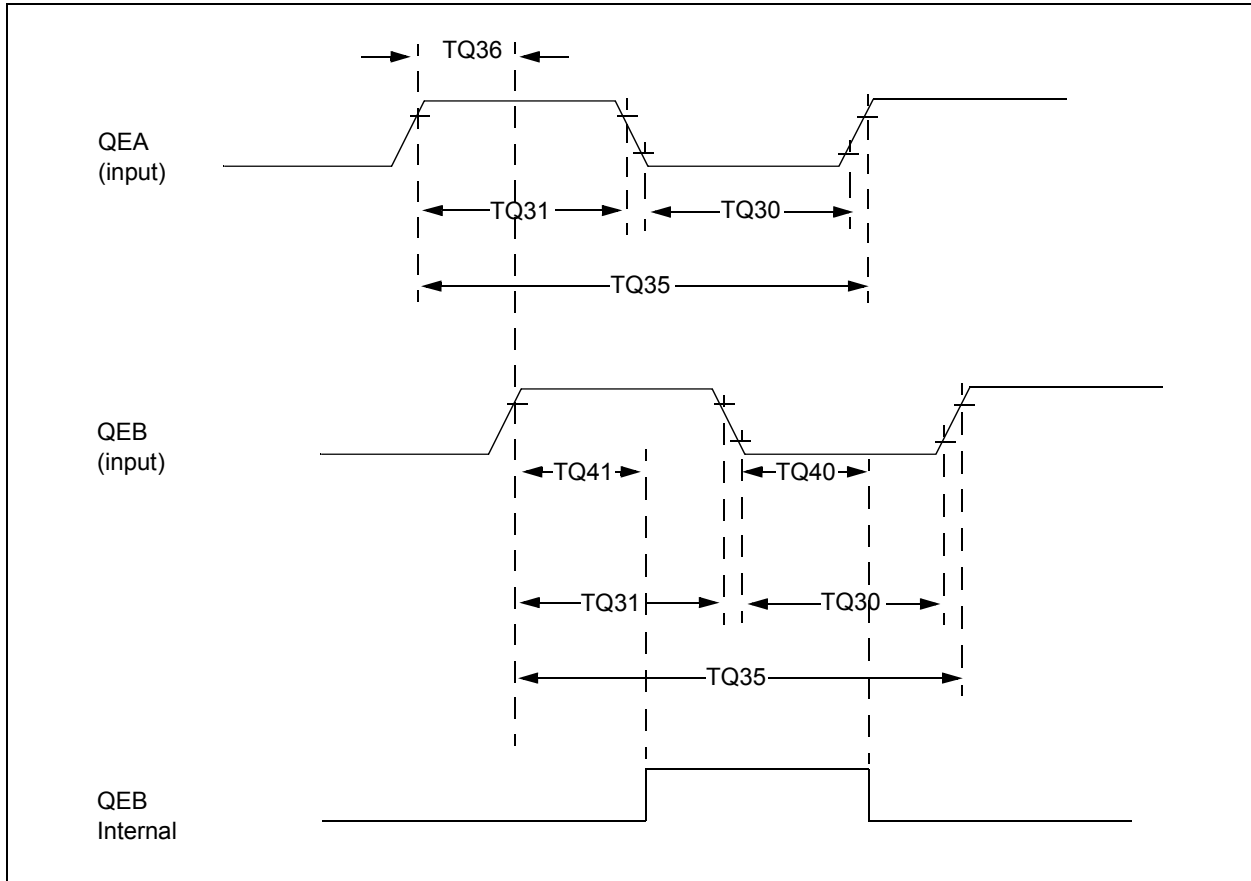 TQ36
QEA
(input)
TQ31
TQ30
TQ35
QEB
(input)
TQ41
TQ40
TQ31
TQ30
TQ35
QEB
Internal